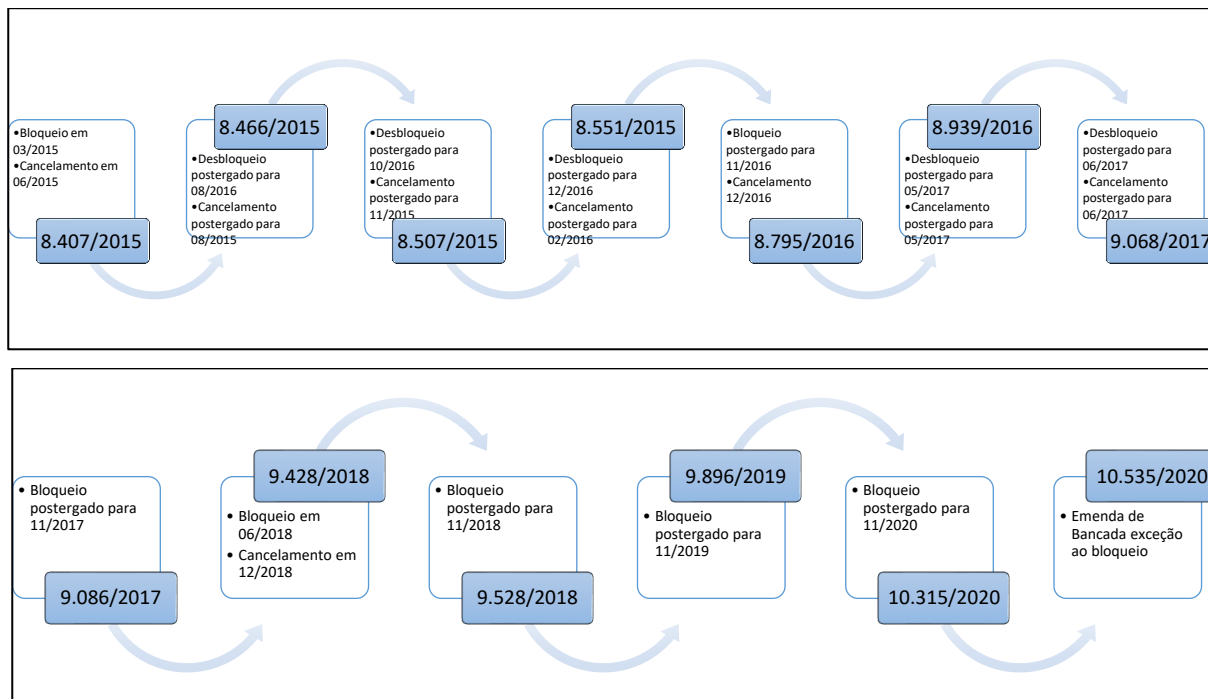 •Bloqueio em
03/2015
•Cancelamento em
06/2015
8.407/2015
8.466/2015
•Desbloqueio
postergado para
08/2016
•Cancelamento
postergado para
08/2015
•Desbloqueio
postergado para
10/2016
•Cancelamento
postergado para
11/2015
8.507/2015
8.551/2015
•Desbloqueio
postergado para
12/2016
•Cancelamento
postergado para
02/2016
•Bloqueio
postergado para
11/2016
•Cancelamento
12/2016
8.795/2016
8.939/2016
•Desbloqueio
postergado para
05/2017
•Cancelamento
postergado para
05/2017
•Desbloqueio
postergado para
06/2017
•Cancelamento
postergado para
06/2017
9.068/2017
• Bloqueio
postergado para
11/2017
9.086/2017
9.428/2018
• Bloqueio em
06/2018
• Cancelamento em
12/2018
• Bloqueio
postergado para
11/2018
9.528/2018
9.896/2019
• Bloqueio
postergado para
11/2019
• Bloqueio
postergado para
11/2020
10.315/2020
10.535/2020
• Emenda de
Bancada exceção
ao bloqueio